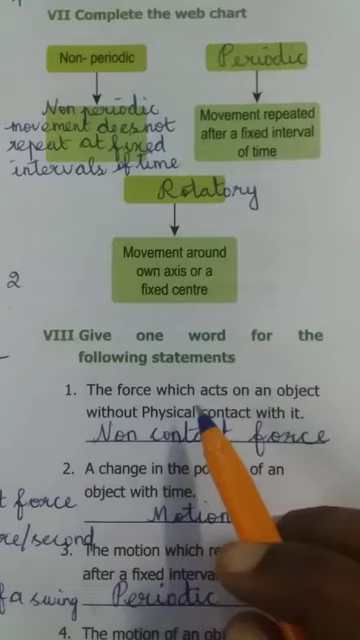 VII Complete the web chart
Non- periodic
Periodic
Non periodic
movement does not
repeat at fixed
intervals of time
Movement repeated
after a fixed interval
of time
Rotatory
Movement around
own axis or a
fixed centre
2
VIII Give one word for the
following statements
1. The force which acts on an object
without Physical contact with it.
Non contact force
2. A change in the po of an
object with time.
force
Motion
/second
3. The motion which
after a fixed interval
of a swing
Periodic
4. The motion of an